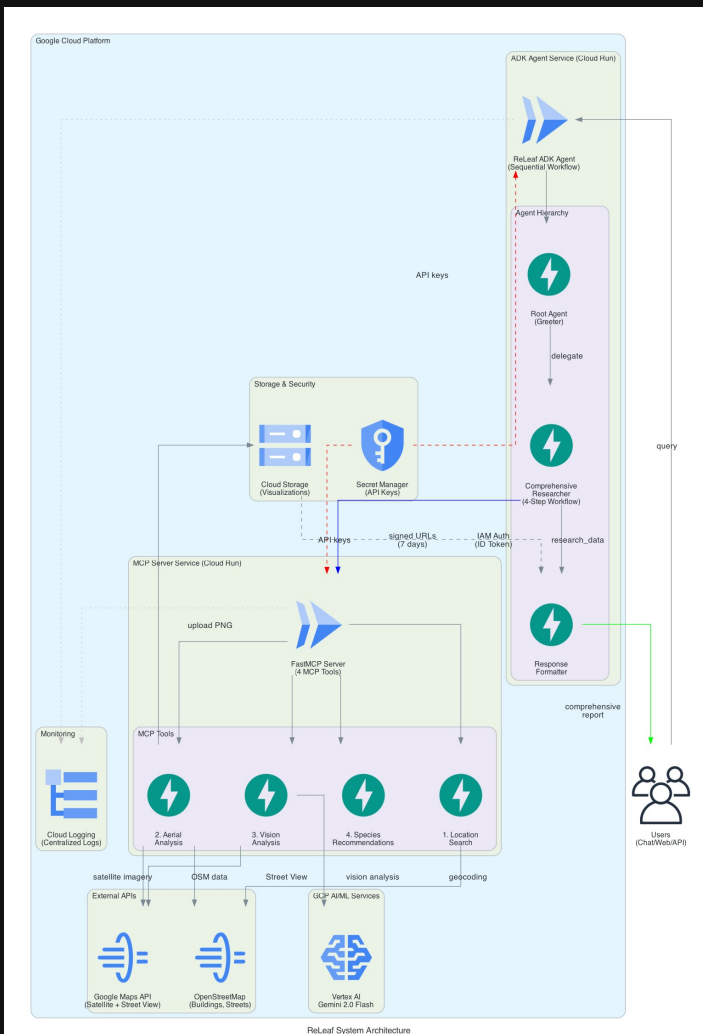 Google Cloud Platform
ADK Agent Service (Cloud Run)
ReLeaf ADK Agent
(Sequential Workflow)
Agent Hierarchy
API keys
Root Agent
(Greeter)
delegate
Storage & Security
Cloud Storage
(Visualizations)
Secret Manager
(API Keys)
Comprehensive
Researcher
(4-Step Workflow)
query
API keys
signed URLs
(7 days)
IAM Auth
(ID Token)
research_data
MCP Server Service (Cloud Run)
upload PNG
FastMCP Server
(4 MCP Tools)
Response
Formatter
comprehensive
report
Monitoring
Cloud Logging
(Centralized Logs)
MCP Tools
2. Aerial
Analysis
3. Vision
Analysis
4. Species
Recommendations
1. Location
Search
Users
(Chat/Web/API)
satellite imagery
OSM data
Street View
vision analysis
geocoding
External APIs
Google Maps API
(Satellite + Street View)
OpenStreetMap
(Buildings, Streets)
GCP AI/ML Services
Vertex AI
Gemini 2.0 Flash
ReLeaf System Architecture